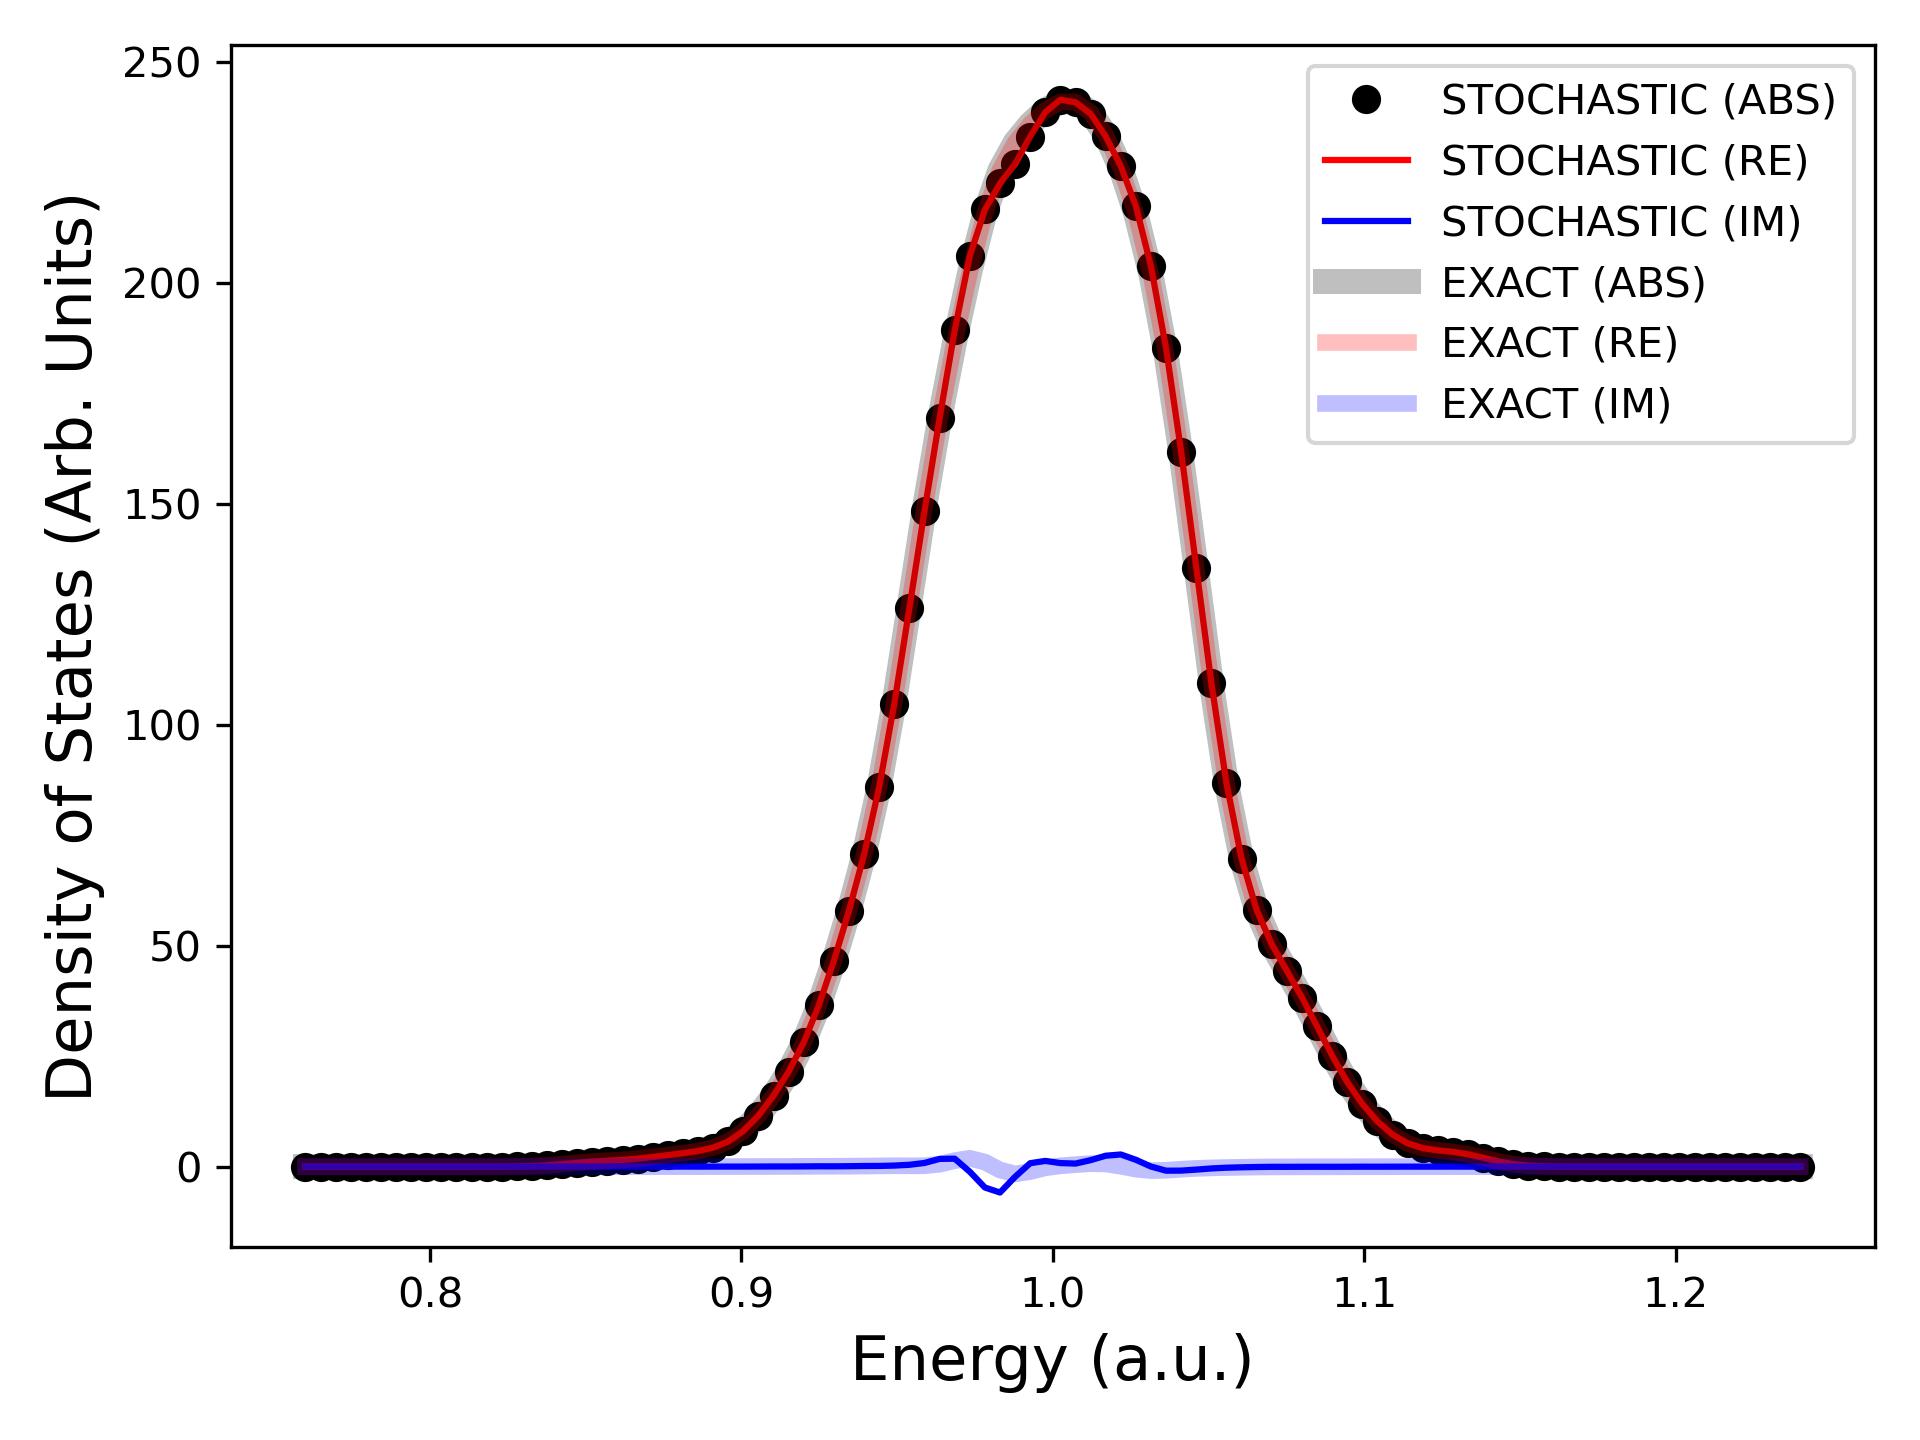 250
200
150
100
50
0
Density of States (Arb. Units)
STOCHASTIC (ABS)
STOCHASTIC (RE)
STOCHASTIC (IM)
EXACT (ABS)
EXACT (RE)
EXACT (IM)
0.8 0.9 1.0 1.1 1.2
Energy (a.u.)